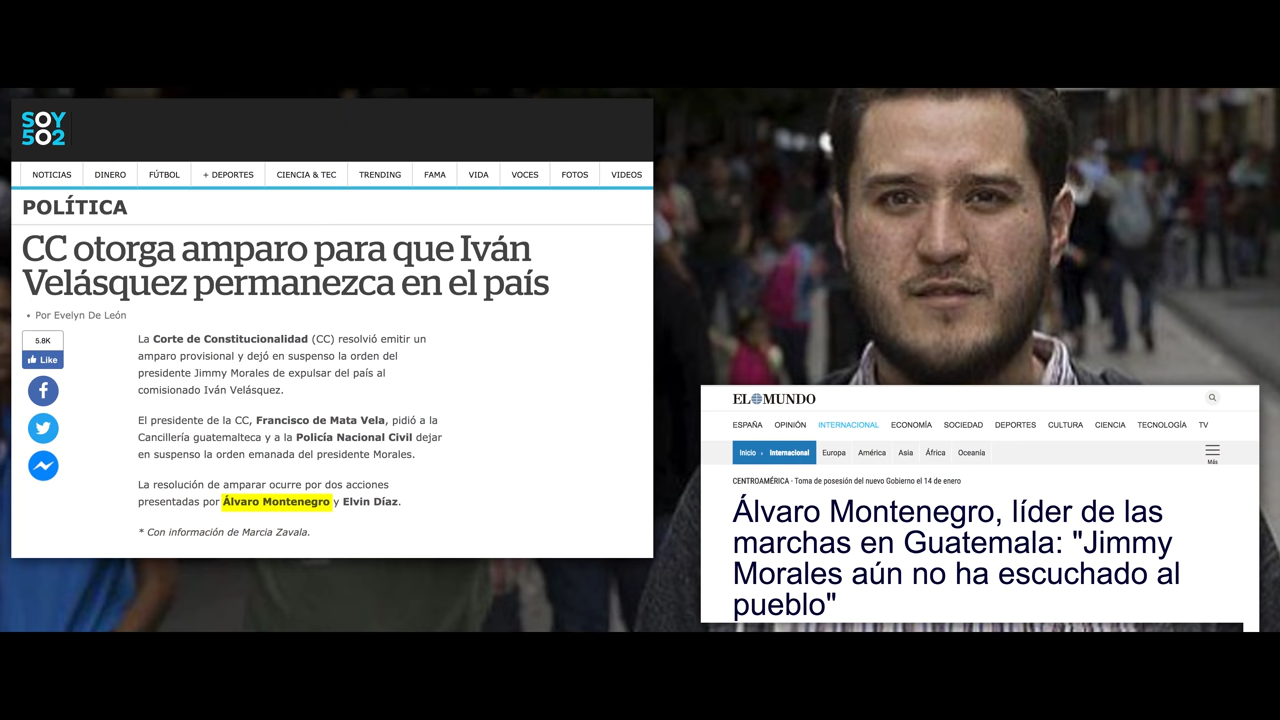 SOY
502
NOTICIAS DINERO FÚTBOL + DEPORTES CIENCIA & TEC TRENDING FAMA VIDA VOCES FOTOS VIDEOS
POLÍTICA
CC otorga amparo para que Iván
Velásquez permanezca en el país
• Por Evelyn De León
5.8K
Like
La Corte de Constitucionalidad (CC) resolvió emitir un
amparo provisional y dejó en suspenso la orden del
presidente Jimmy Morales de expulsar del país al
comisionado Iván Velásquez.
El presidente de la CC, Francisco de Mata Vela, pidió a la
Cancillería guatemalteca y a la Policía Nacional Civil dejar
en suspenso la orden emanada del presidente Morales.
La resolución de amparar ocurre por dos acciones
presentadas por Álvaro Montenegro y Elvin Díaz.
* Con información de Marcia Zavala.
EL MUNDO
ESPAÑA OPINIÓN INTERNACIONAL ECONOMÍA SOCIEDAD DEPORTES CULTURA CIENCIA TECNOLOGÍA TV
Inicio › Internacional Europa América Asia África Oceanía
Más
CENTROAMÉRICA · Toma de posesión del nuevo Gobierno el 14 de enero
Álvaro Montenegro, líder de las
marchas en Guatemala: "Jimmy
Morales aún no ha escuchado al
pueblo"